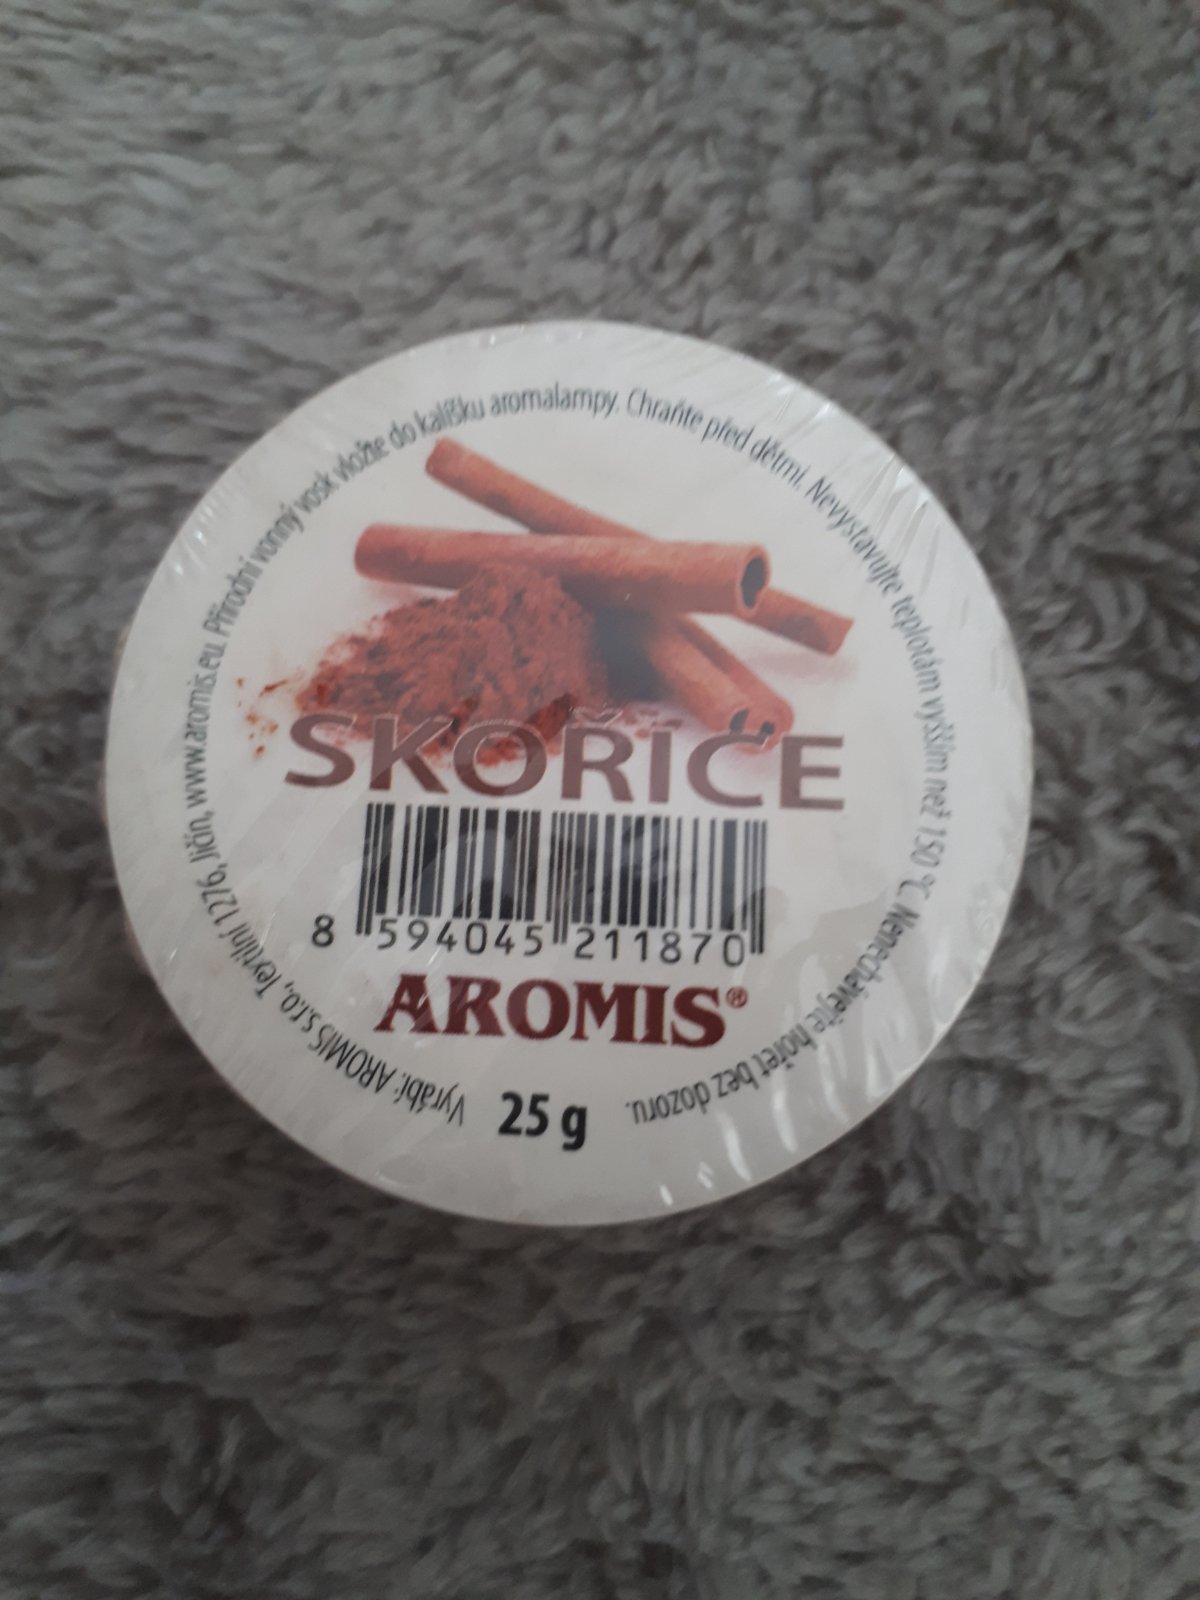 Vyrábí: AROMIS s.r.o., Textilní 1276, Jičín, www.aromis.eu. Přírodní vonný vosk vložte do kalíšku aromalampy. Chraňte před dětmi. Nevystavujte teplotám vyšším než 150 °C. Nenechávejte hořet bez dozoru.
SKOŘICE
8 594045 211870
AROMIS®
25 g